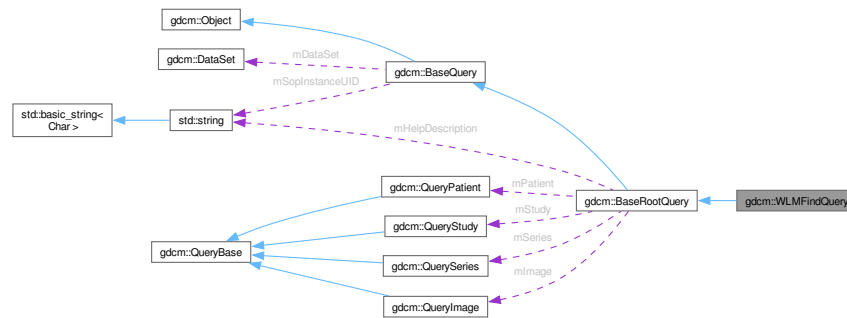 gdcm::Object
mDataSet
gdcm::DataSet
gdcm::BaseQuery
mSopInstanceUID
std::basic_string<
Char >
std::string
mHelpDescription
gdcm::QueryPatient
mPatient
gdcm::BaseRootQuery
gdcm::WLMFindQuery
mStudy
gdcm::QueryStudy
mSeries
gdcm::QueryBase
gdcm::QuerySeries
mImage
gdcm::QueryImage